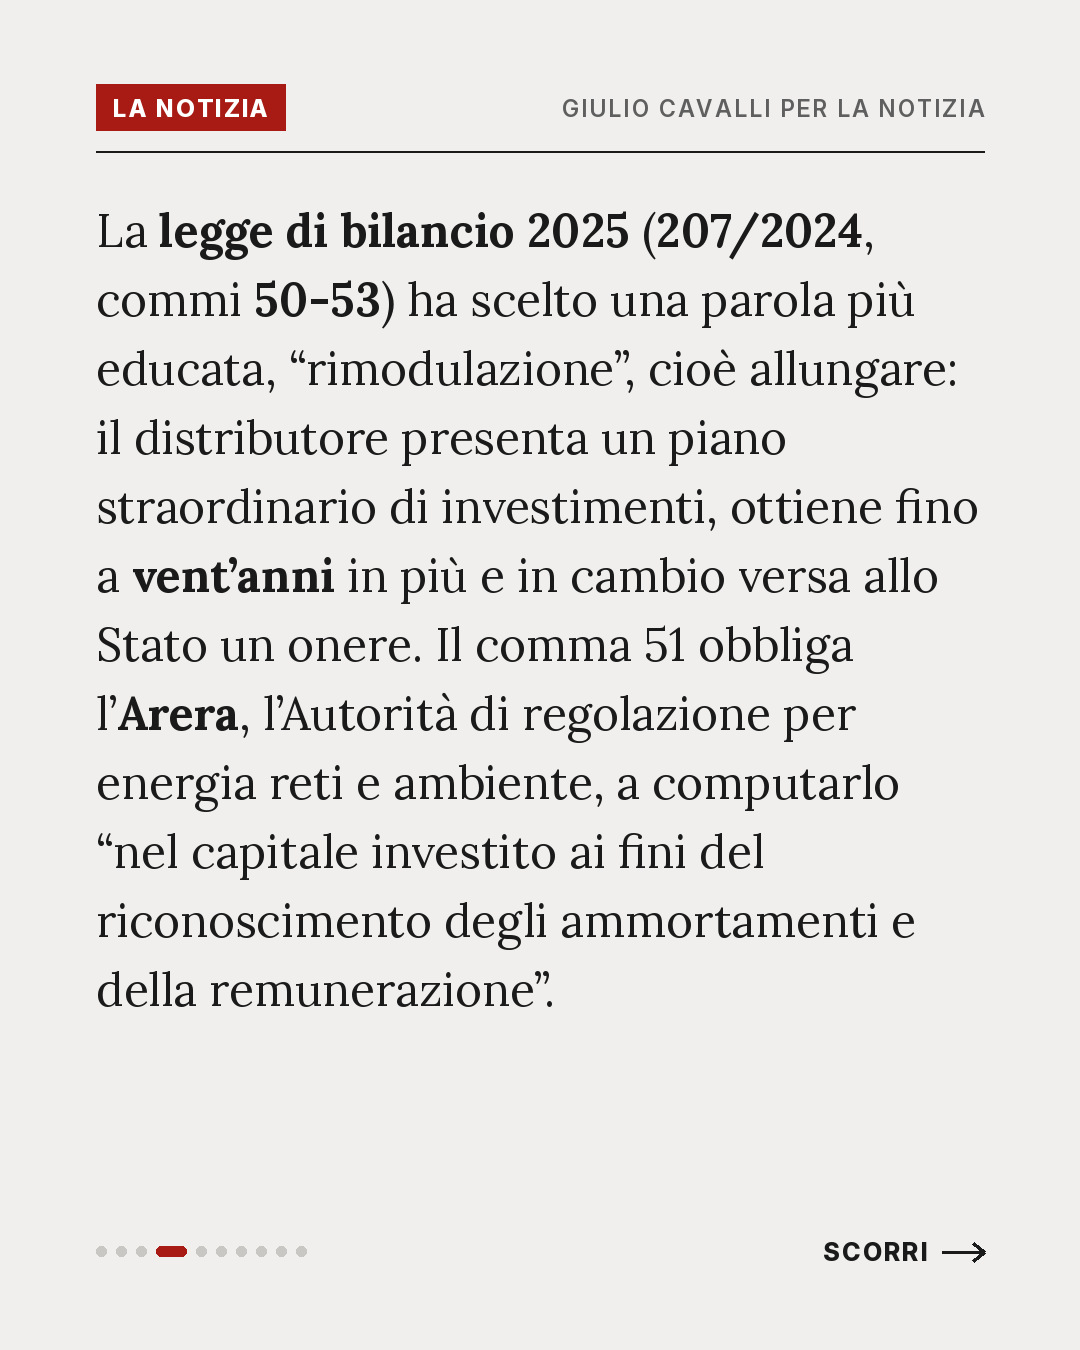 LA NOTIZIA
GIULIO CAVALLI PER LA NOTIZIA
La legge di bilancio 2025 (207/2024,
commi 50-53) ha scelto una parola più
educata, “rimodulazione”, cioè allungare:
il distributore presenta un piano
straordinario di investimenti, ottiene fino
a vent’anni in più e in cambio versa allo
Stato un onere. Il comma 51 obbliga
l’Arera, l’Autorità di regolazione per
energia reti e ambiente, a computarlo
“nel capitale investito ai fini del
riconoscimento degli ammortamenti e
della remunerazione”.
SCORRI